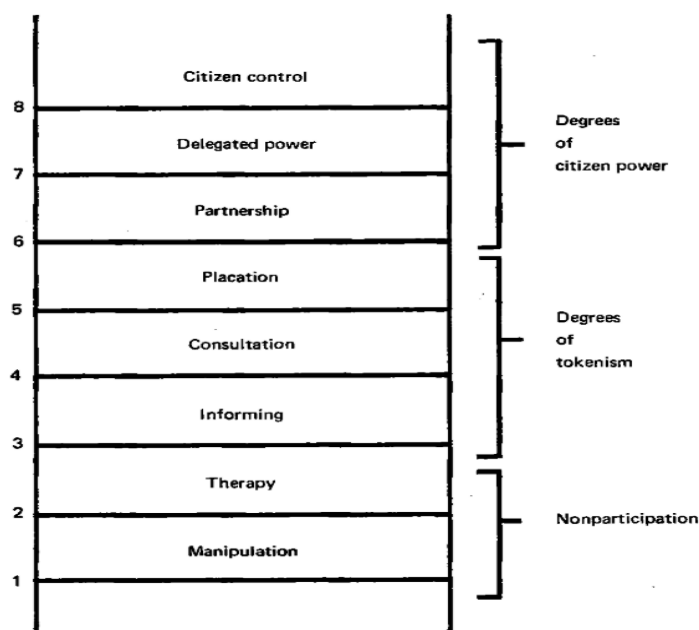 Citizen control
8
Delegated power
7
Partnership
6
Placation
5
Consultation
4
Informing
3
Therapy
2
Manipulation
1
Degrees
of
citizen power
Degrees
of
tokenism
Nonparticipation